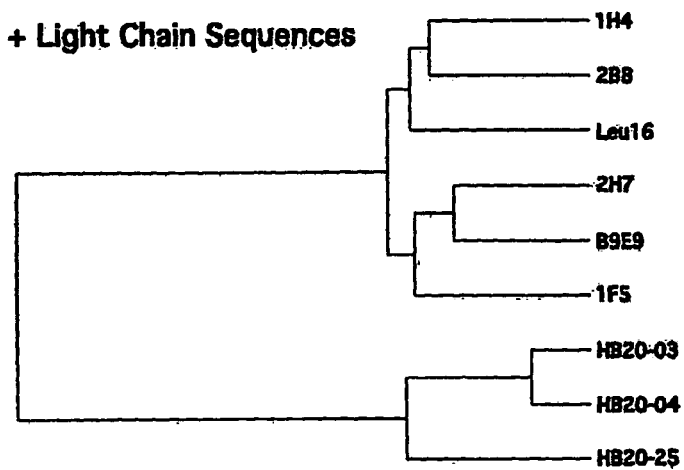 + Light Chain Sequences
1H4
2B8
Leu16
2H7
B9E9
1F5
HB20-03
HB20-04
HB20-25